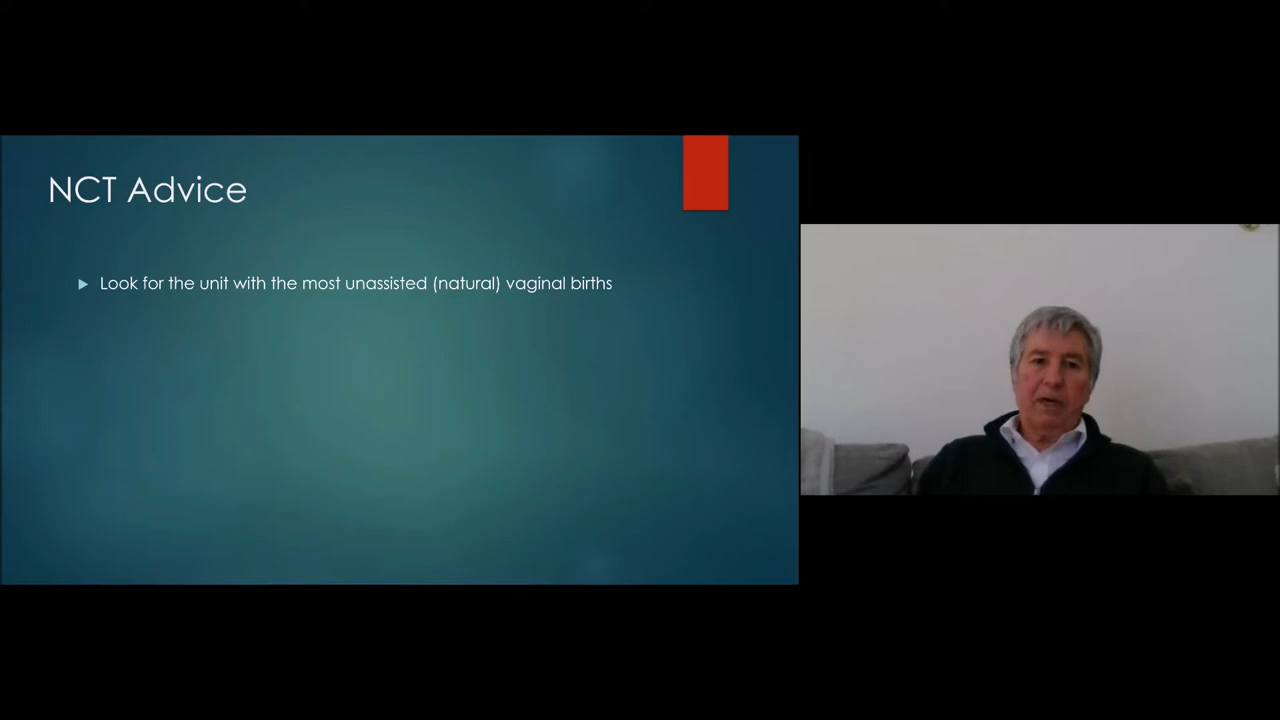 NCT Advice
Look for the unit with the most unassisted (natural) vaginal births